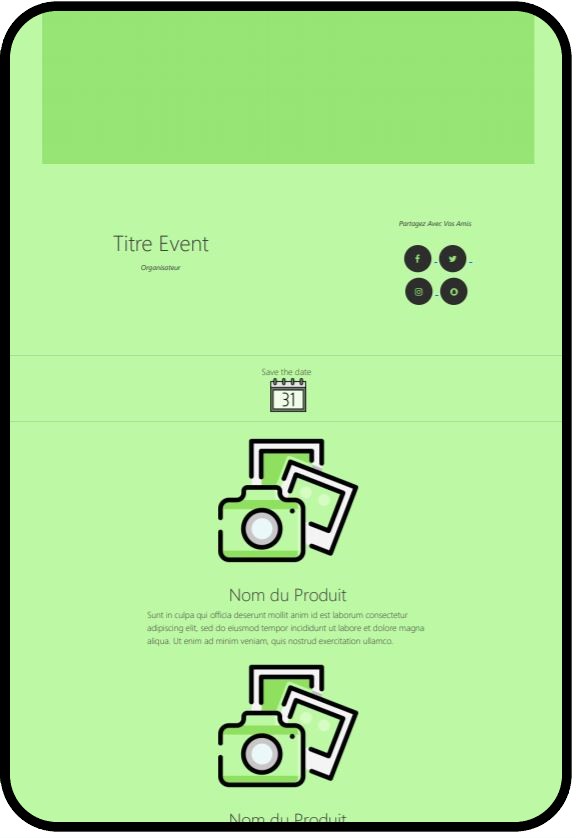 Titre Event
Organisateur
Partagez Avec Vos Amis
Save the date
31
Nom du Produit
Sunt in culpa qui officia deserunt mollit anim id est laborum consectetur
adipiscing elit, sed do eiusmod tempor incididunt ut labore et dolore magna
aliqua. Ut enim ad minim veniam, quis nostrud exercitation ullamco.
Nom du Produit